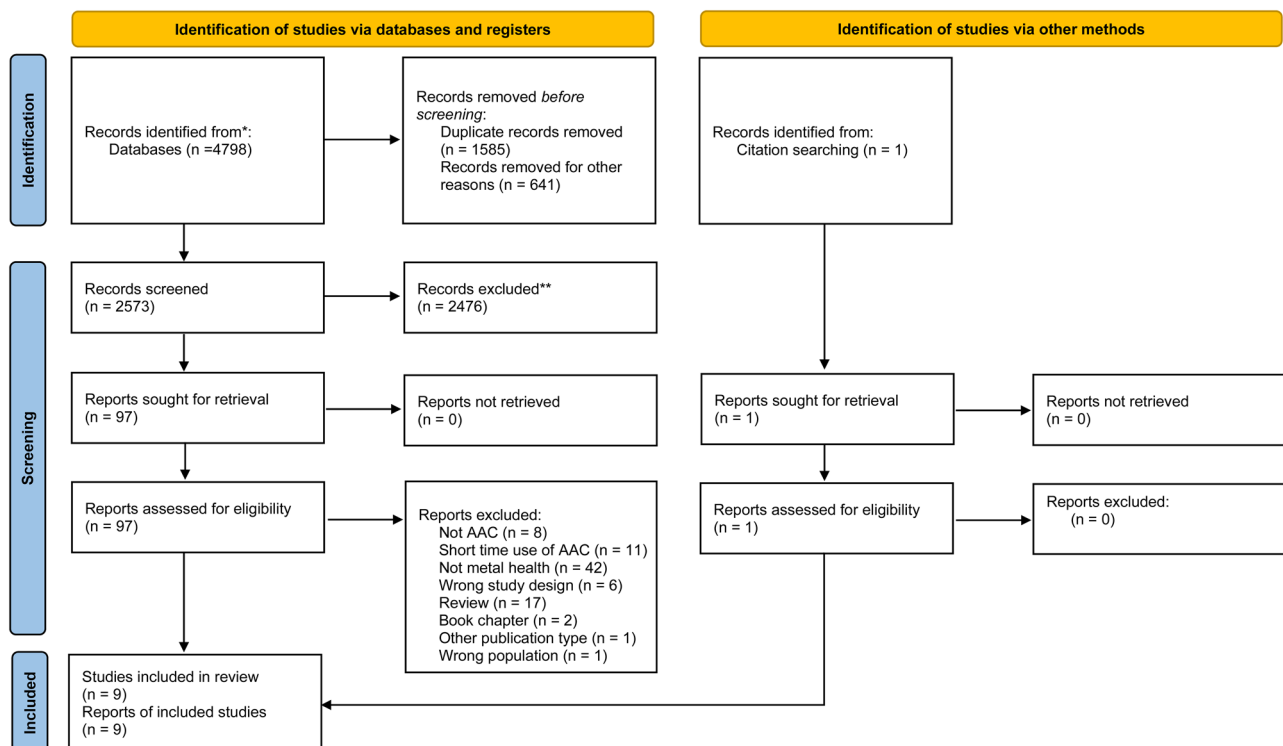 Identification of studies via databases and registers
Identification of studies via other methods
Identification
Records identified from*:
Databases (n =4798)
Records removed before
screening:
Duplicate records removed
(n = 1585)
Records removed for other
reasons (n = 641)
Records identified from:
Citation searching (n = 1)
Screening
Records screened
(n = 2573)
Records excluded**
(n = 2476)
Reports sought for retrieval
(n = 97)
Reports not retrieved
(n = 0)
Reports sought for retrieval
(n = 1)
Reports not retrieved
(n = 0)
Reports assessed for eligibility
(n = 97)
Reports excluded:
Not AAC (n = 8)
Short time use of AAC (n = 11)
Not metal health (n = 42)
Wrong study design (n = 6)
Review (n = 17)
Book chapter (n = 2)
Other publication type (n = 1)
Wrong population (n = 1)
Reports assessed for eligibility
(n = 1)
Reports excluded:
(n = 0)
Included
Studies included in review
(n = 9)
Reports of included studies
(n = 9)